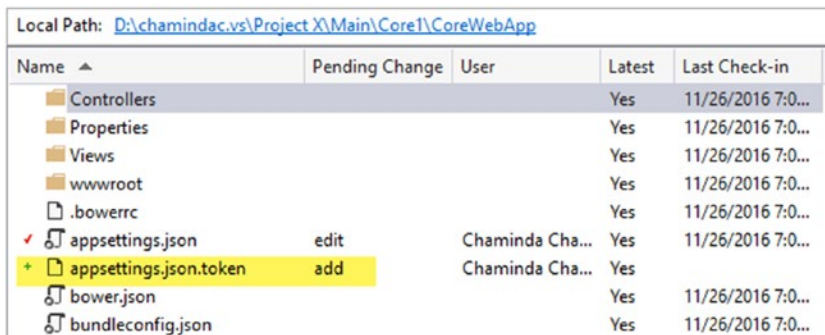 Local Path: D:\chamindac.vs\Project X\Main\Core1\CoreWebApp
Name Pending Change User Latest Last Check-in
Controllers Yes 11/26/2016 7:0...
Properties Yes 11/26/2016 7:0...
Views Yes 11/26/2016 7:0...
wwwroot Yes 11/26/2016 7:0...
.bowerrc Yes 11/26/2016 7:0...
appsettings.json edit Chaminda Cha... Yes 11/26/2016 7:0...
appsettings.json.token add Chaminda Cha... Yes
bower.json Yes 11/26/2016 7:0...
bundleconfig.json Yes 11/26/2016 7:0...